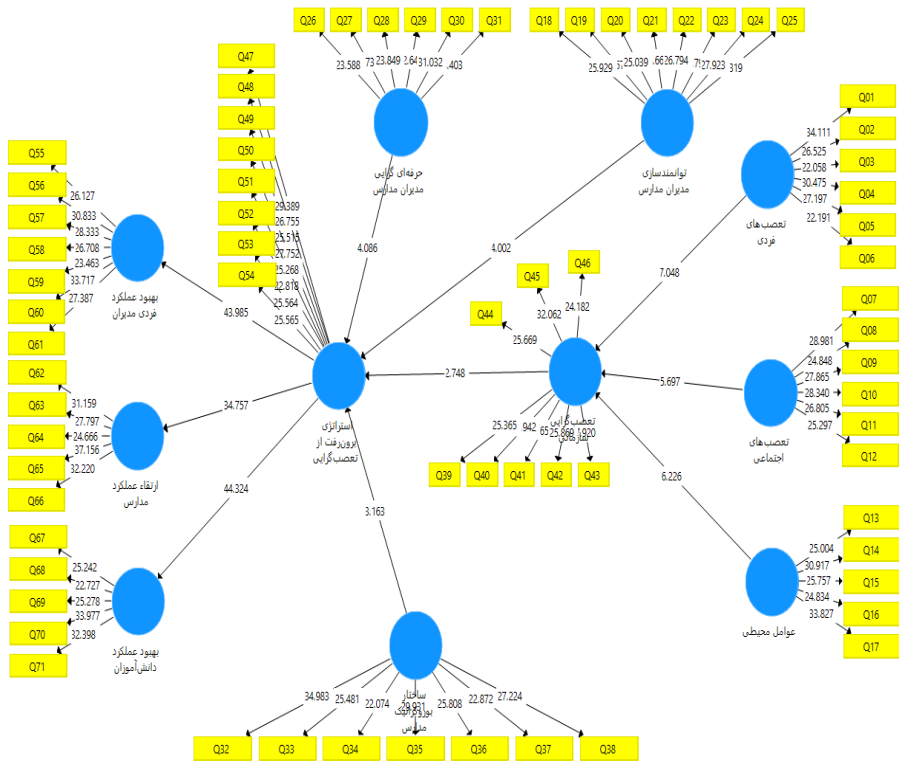 Q26
Q27
Q28
Q29
Q30
Q31
23.588
23.849
31.032
حرفه‌ای گرایی
مدیران مدارس
Q18
Q19
Q20
Q21
Q22
Q23
Q24
Q25
25.929
25.039
26.794
27.923
توانمندسازی
مدیران مدارس
Q01
Q02
Q03
Q04
Q05
Q06
34.111
26.525
22.058
30.475
27.197
22.191
تعصب‌های
فردی
Q47
Q48
Q49
Q50
Q51
Q52
Q53
Q54
29.389
26.755
25.515
27.752
25.268
22.818
25.564
25.565
Q55
Q56
Q57
Q58
Q59
Q60
Q61
26.127
30.833
28.333
26.708
23.463
33.717
27.387
بهبود عملکرد
فردی مدیران
4.086
4.002
7.048
43.985
Q44
Q45
Q46
25.669
32.062
24.182
Q07
Q08
Q09
Q10
Q11
Q12
28.981
24.848
27.865
28.340
26.805
25.297
تعصب‌های
اجتماعی
2.748
5.697
6.226
تعصب‌گرایی
سازمانی
25.365
Q39
Q40
Q41
Q42
Q43
استراتژی
برون‌رفت از
تعصب‌گرایی
34.757
44.324
3.163
Q62
Q63
Q64
Q65
Q66
31.159
27.797
24.666
37.156
32.220
ارتقاء عملکرد
مدارس
Q67
Q68
Q69
Q70
Q71
25.242
22.727
25.278
33.977
32.398
بهبود عملکرد
دانش‌آموزان
Q13
Q14
Q15
Q16
Q17
25.004
30.917
25.757
24.834
33.827
عوامل محیطی
ساختار
بوروکراتیک
مدارس
34.983
25.481
22.074
29.931
25.808
22.872
27.224
Q32
Q33
Q34
Q35
Q36
Q37
Q38